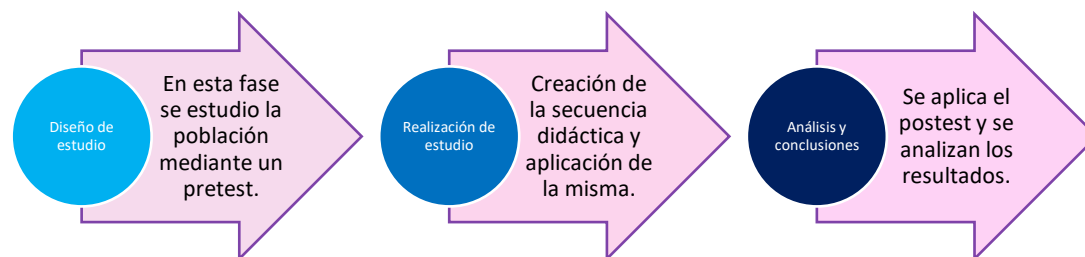 Diseño de
estudio
En esta fase
se estudio la
población
mediante un
pretest.
Realización de
estudio
Creación de
la secuencia
didáctica y
aplicación de
la misma.
Análisis y
conclusiones
Se aplica el
postest y se
analizan los
resultados.